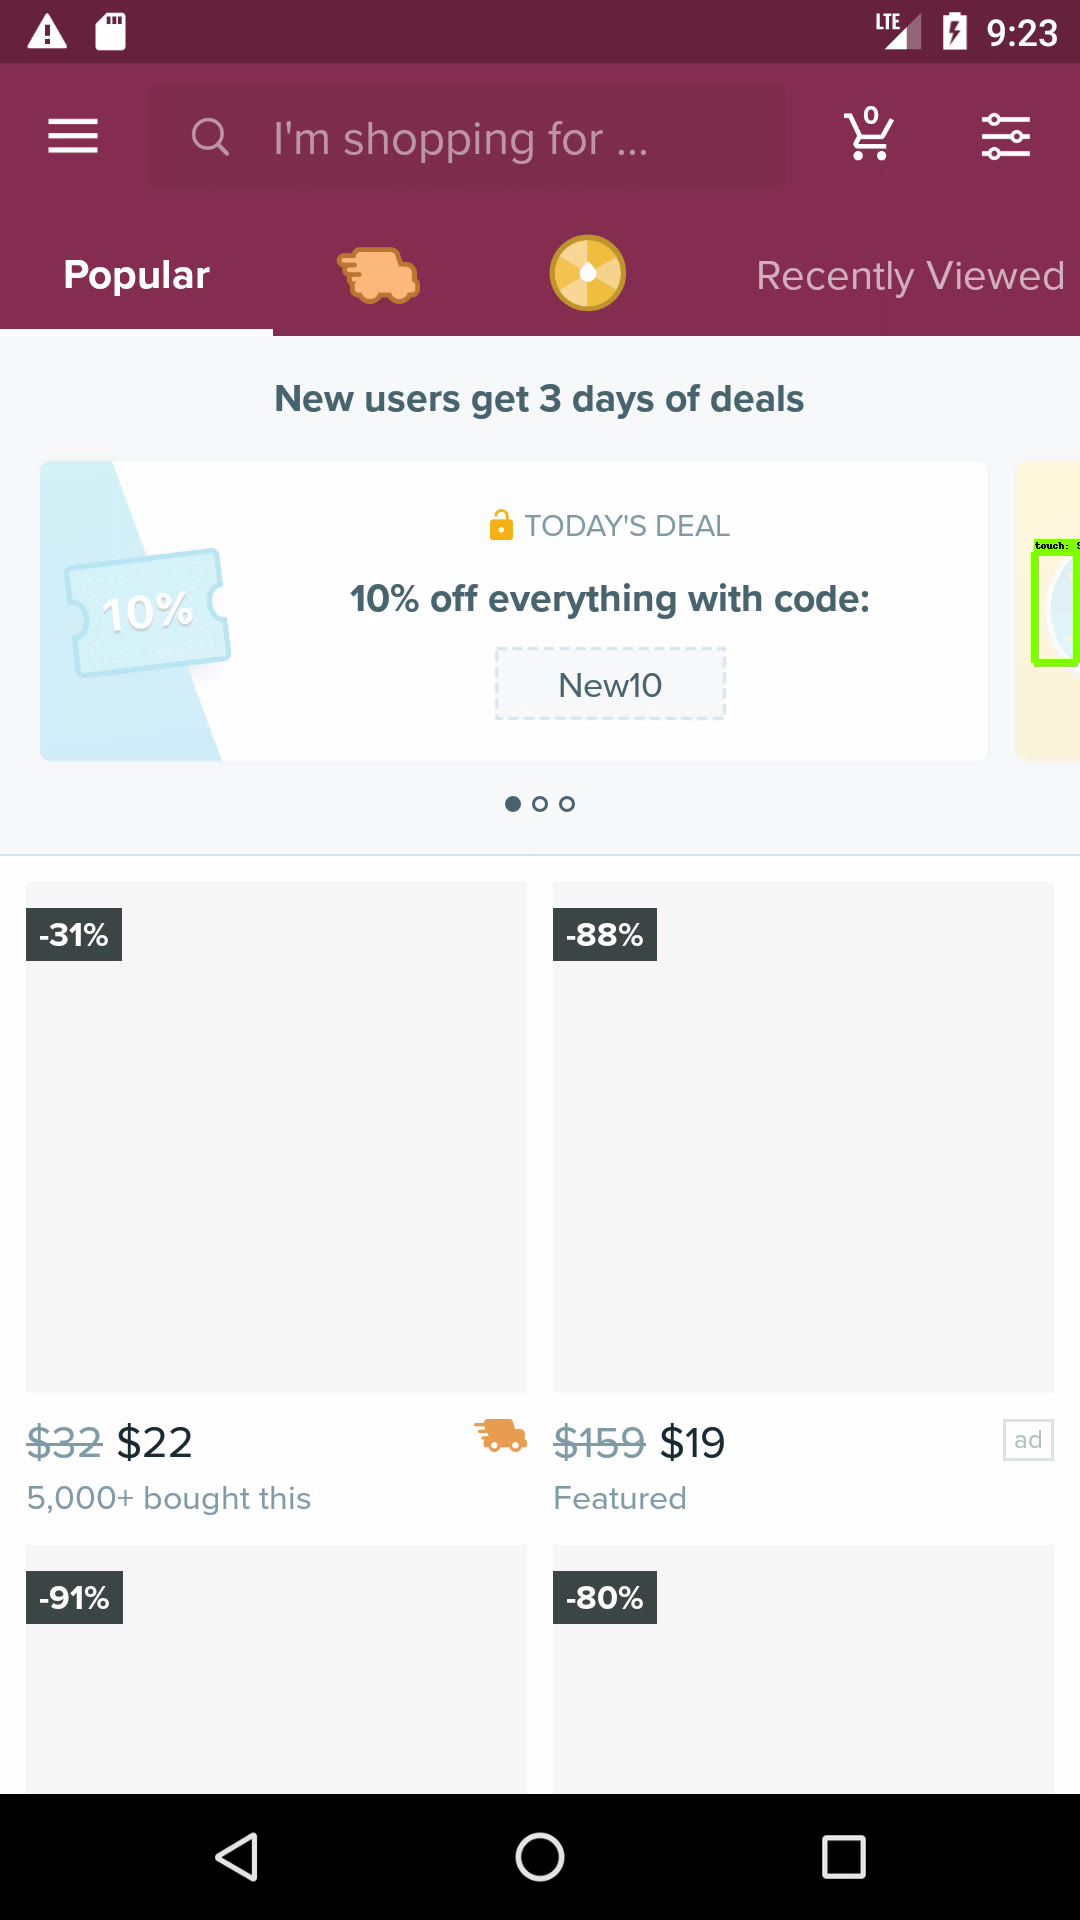 LTE 9:23
I'm shopping for ...
0
Popular
Recently Viewed
New users get 3 days of deals
TODAY'S DEAL
10%
10% off everything with code:
New10
touch:
-31%
-88%
$32 $22
$159 $19
ad
5,000+ bought this
Featured
-91%
-80%